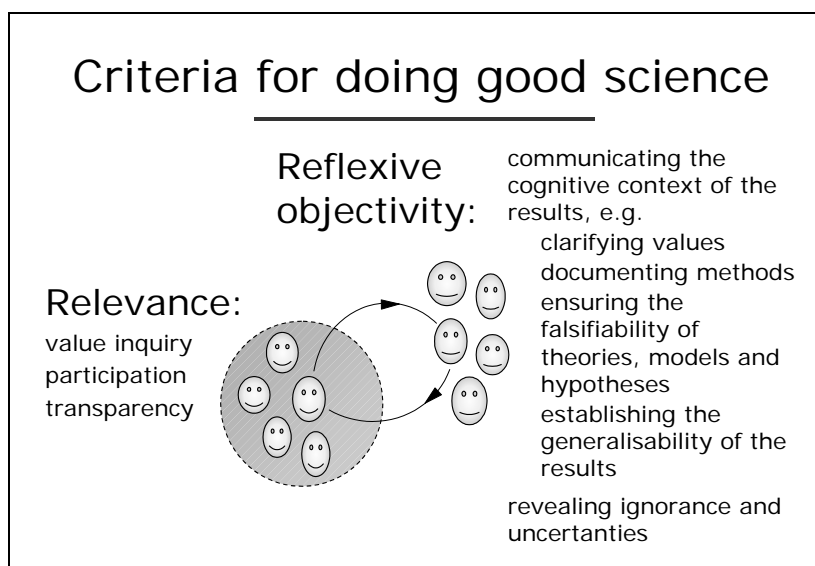 Criteria for doing good science
Reflexive
objectivity:
communicating the
cognitive context of the
results, e.g.
clarifying values
documenting methods
ensuring the
falsifiability of
theories, models and
hypotheses
establishing the
generalisability of the
results
revealing ignorance and
uncertanties
Relevance:
value inquiry
participation
transparency